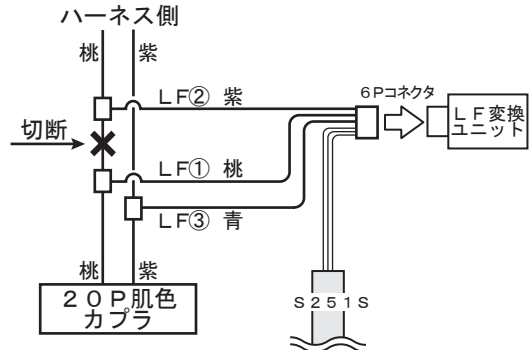 ハーネス側
桃 紫
6Pコネクタ
LF② 紫
LF変換
ユニット
切断
LF① 桃
LF③ 青
桃 紫
20P肌色
カプラ
S251S